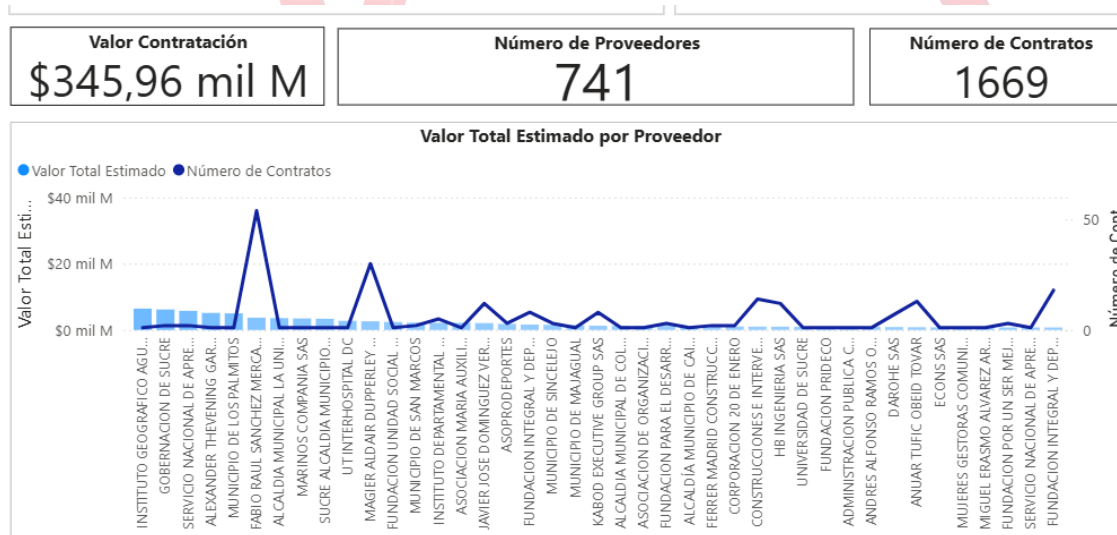 Valor Contratación
$345,96 mil M
Número de Proveedores
741
Número de Contratos
1669
Valor Total Estimado por Proveedor
Valor Total Estimado
Número de Contratos
Valor Total Esti...
$40 mil M
$20 mil M
$0 mil M
50
0
Número de Cont
INSTITUTO GEOGRAFICO AGU...
GOBERNACION DE SUCRE
SERVICIO NACIONAL DE APRE...
ALEXANDER THEVENING GAR...
MUNICIPIO DE LOS PALMITOS
FABIO RAUL SANCHEZ MERCA...
ALCALDIA MUNICIPAL LA UNI...
MARINOS COMPANIA SAS
SUCRE ALCALDIA MUNICIPIO...
UT INTERHOSPITAL DC
MAGIER ALDAIR DUPPERLEY...
FUNDACION UNIDAD SOCIAL...
MUNICIPIO DE SAN MARCOS
INSTITUTO DEPARTAMENTAL...
ASOCIACION MARIA AUXILI...
JAVIER JOSE DOMINGUEZ VER...
ASOPRODEPORTES
FUNDACION INTEGRAL Y DEP...
MUNICIPIO DE SINCELEJO
MUNICIPIO DE MAJAGUAL
KABOD EXECUTIVE GROUP SAS
ALCALDIA MUNICIPAL DE COL...
ASOCIACION DE ORGANIZACI...
FUNDACION PARA EL DESARR...
ALCALDÍA MUNICIPIO DE CAI...
FERRER MADRID CONSTRUCC...
CORPORACION 20 DE ENERO
CONSTRUCCIONES E INTERVE...
HB INGENIERIA SAS
UNIVERSIDAD DE SUCRE
FUNDACION PRIDECO
ADMINISTRACION PUBLICA C...
ANDRES ALFONSO RAMOS O...
DAROHE SAS
ANUAR TUFIC OBEID TOVAR
ECONS SAS
MUJERES GESTORAS COMUNI...
MIGUEL ERASMO ALVAREZ AR...
FUNDACION POR UN SER MEJ...
SERVICIO NACIONAL DE APRE...
FUNDACION INTEGRAL Y DEP...